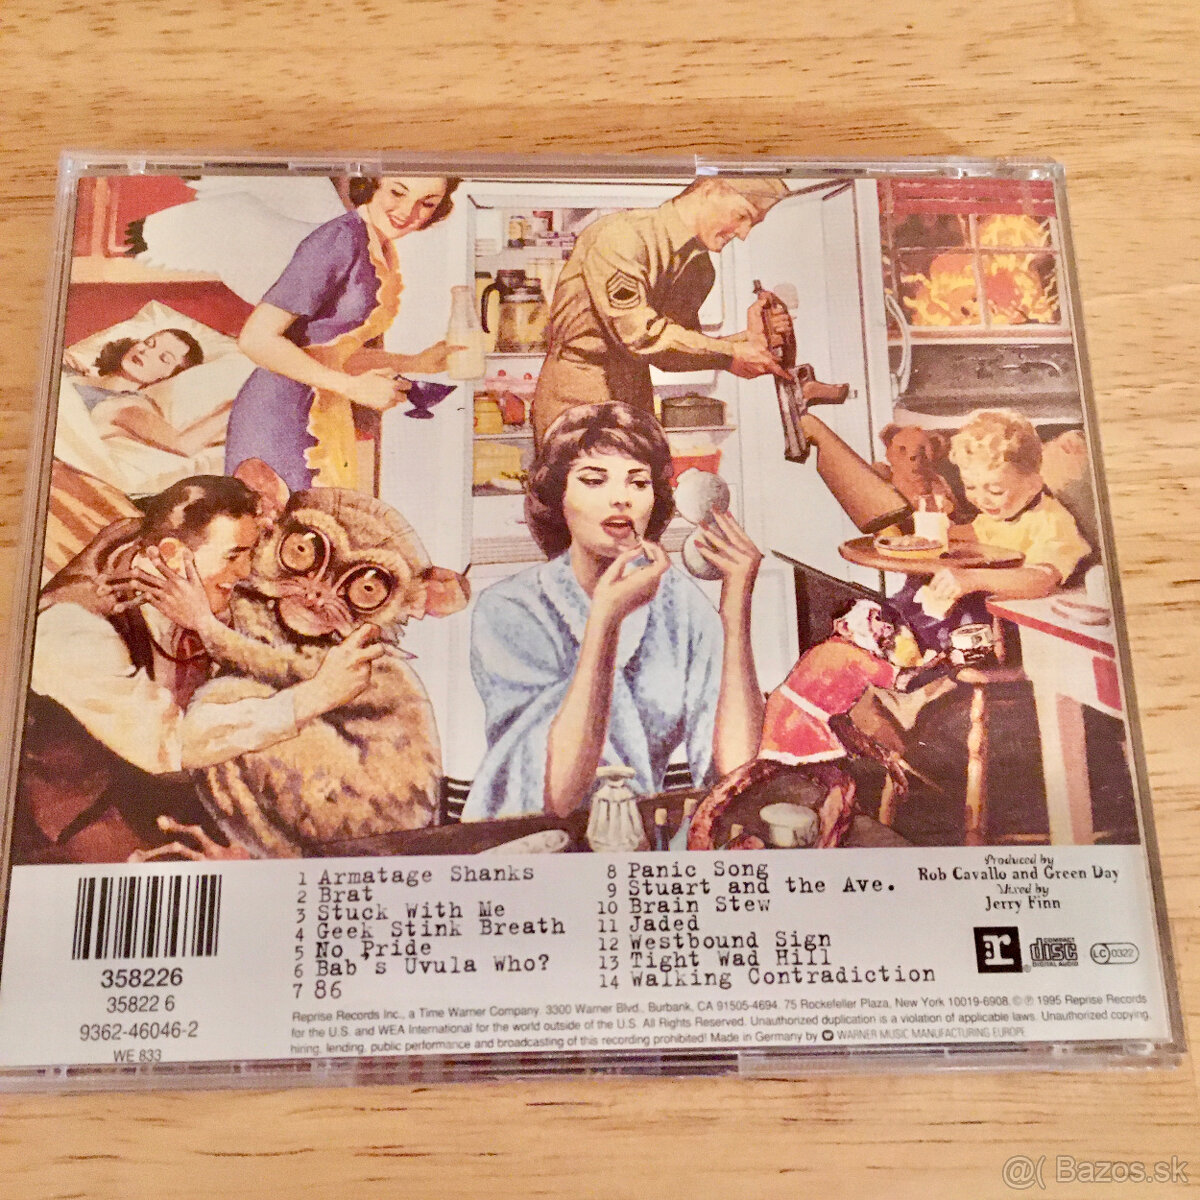 1 Armatage Shanks
2 Brat
3 Stuck With Me
4 Geek Stink Breath
5 No Pride
6 Bab's Uvula Who?
7 86
8 Panic Song
9 Stuart and the Ave.
10 Brain Stew
11 Jaded
12 Westbound Sign
13 Tight Wad Hill
14 Walking Contradiction
Produced by
Rob Cavallo and Green Day
Mixed by
Jerry Finn
358226
35822 6
9362-46046-2
WE 833
r
COMPACT
disc
DIGITAL AUDIO
LC 0322
Reprise Records Inc., a Time Warner Company. 3300 Warner Blvd., Burbank, CA 91505-4694. 75 Rockefeller Plaza, New York 10019-6908. © ℗ 1995 Reprise Records
for the U.S. and WEA International for the world outside of the U.S. All Rights Reserved. Unauthorized duplication is a violation of applicable laws. Unauthorized copying,
hiring, lending, public performance and broadcasting of this recording prohibited! Made in Germany by WARNER MUSIC MANUFACTURING EUROPE
@( Bazos.sk